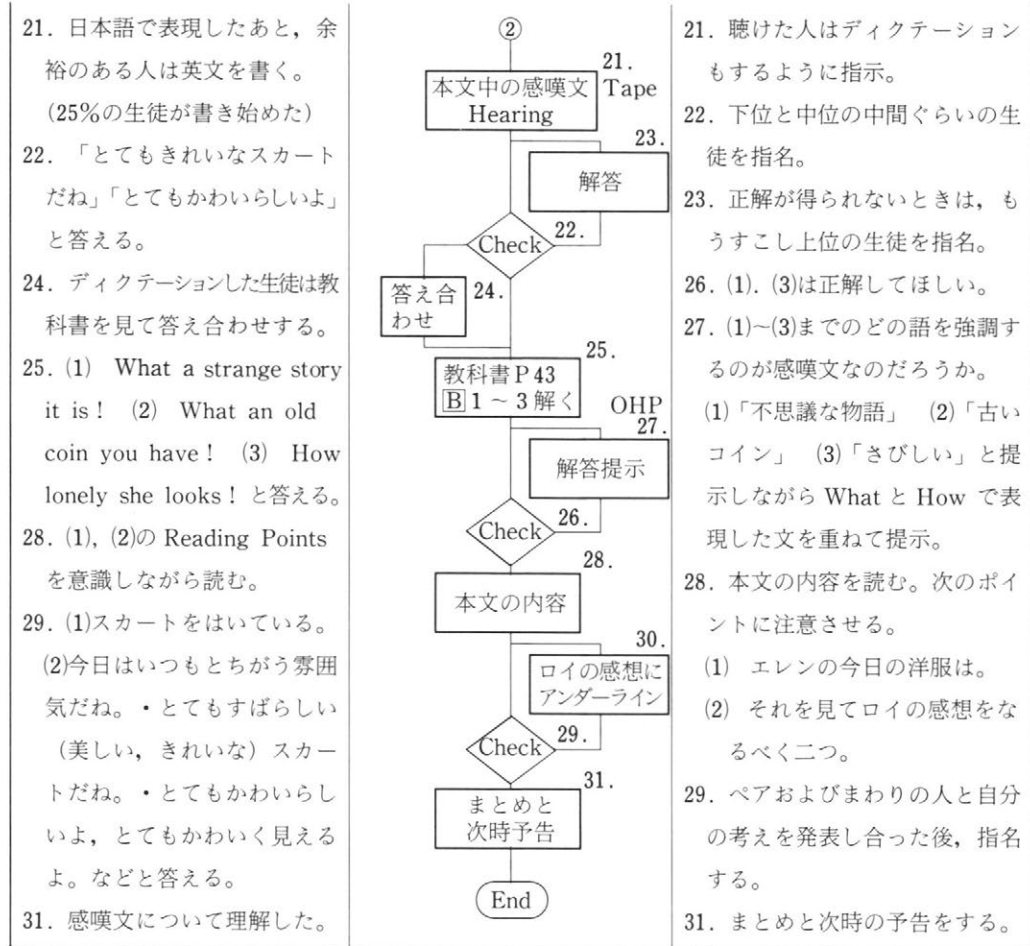 21．日本語で表現したあと，余
裕のある人は英文を書く。
(25%の生徒が書き始めた)
22．「とてもきれいなスカート
だね」「とてもかわいらしいよ」
と答える。
24．ディクテーションした生徒は教
科書を見て答え合わせする。
25．(1) What a strange story
it is！ (2) What an old
coin you have！ (3) How
lonely she looks！と答える。
28．(1), (2)の Reading Points
を意識しながら読む。
29．(1)スカートをはいている。
(2)今日はいつもとちがう雰囲
気だね。・とてもすばらしい
（美しい，きれいな）スカー
トだね。・とてもかわいらし
いよ，とてもかわいく見える
よ。などと答える。
31．感嘆文について理解した。
②
21.
本文中の感嘆文 Tape
Hearing
23.
解答
Check 22.
答え合 24.
わせ
25.
教科書P43
B 1～3解く OHP
27.
解答提示
Check 26.
28.
本文の内容
30.
ロイの感想に
アンダーライン
Check 29.
31.
まとめと
次時予告
End
21．聴けた人はディクテーション
もするように指示。
22．下位と中位の中間ぐらいの生
徒を指名。
23．正解が得られないときは，も
うすこし上位の生徒を指名。
26．(1)．(3)は正解してほしい。
27．(1)~(3)までのどの語を強調す
るのが感嘆文なのだろうか。
(1)「不思議な物語」 (2)「古い
コイン」 (3)「さびしい」と提
示しながら What と How で表
現した文を重ねて提示。
28．本文の内容を読む。次のポイ
ントに注意させる。
(1) エレンの今日の洋服は。
(2) それを見てロイの感想をな
るべく二つ。
29．ペアおよびまわりの人と自分
の考えを発表し合った後，指名
する。
31．まとめと次時の予告をする。